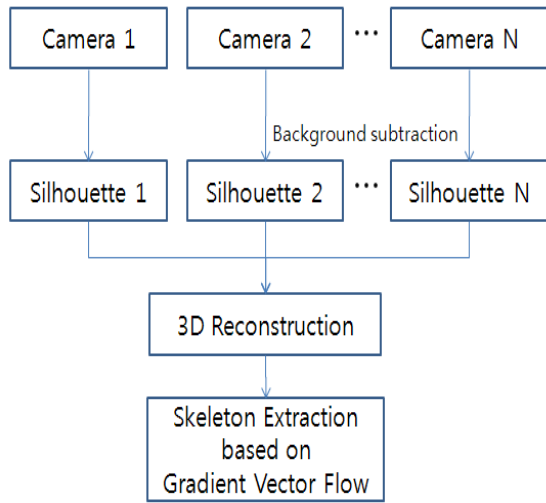 Camera 1
Camera 2
...
Camera N
Background subtraction
Silhouette 1
Silhouette 2
...
Silhouette N
3D Reconstruction
Skeleton Extraction
based on
Gradient Vector Flow